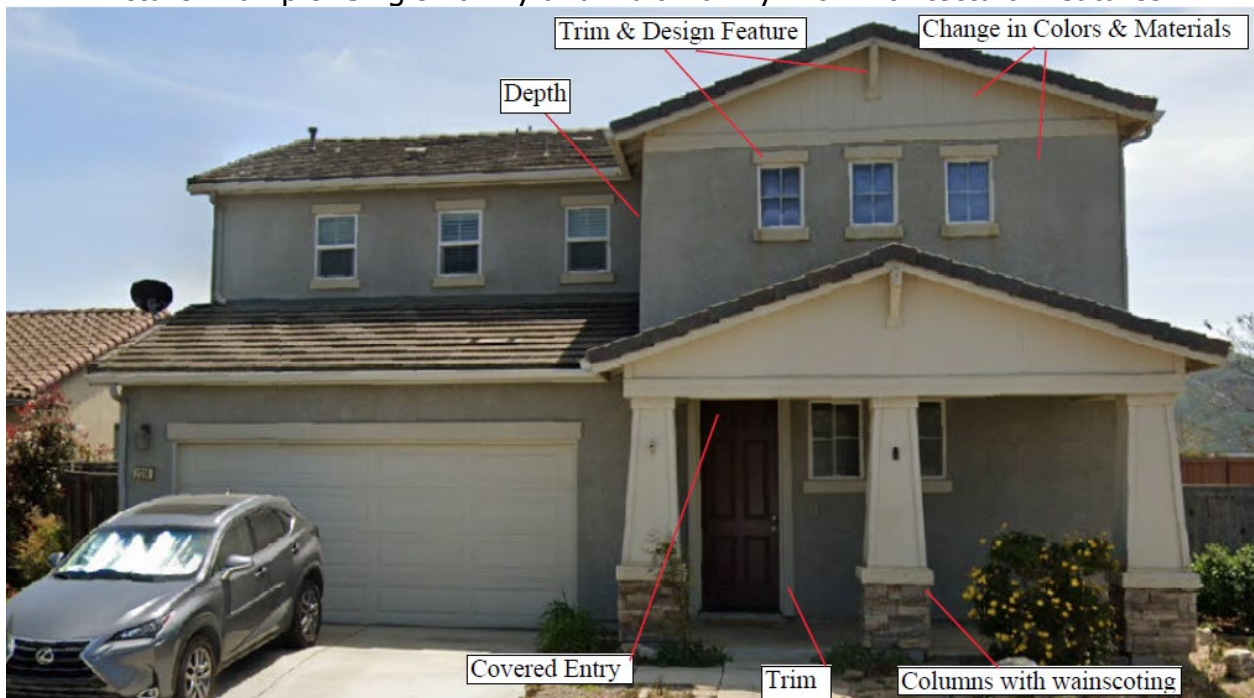 Trim & Design Feature
Change in Colors & Materials
Depth
Covered Entry
Trim
Columns with wainscoting